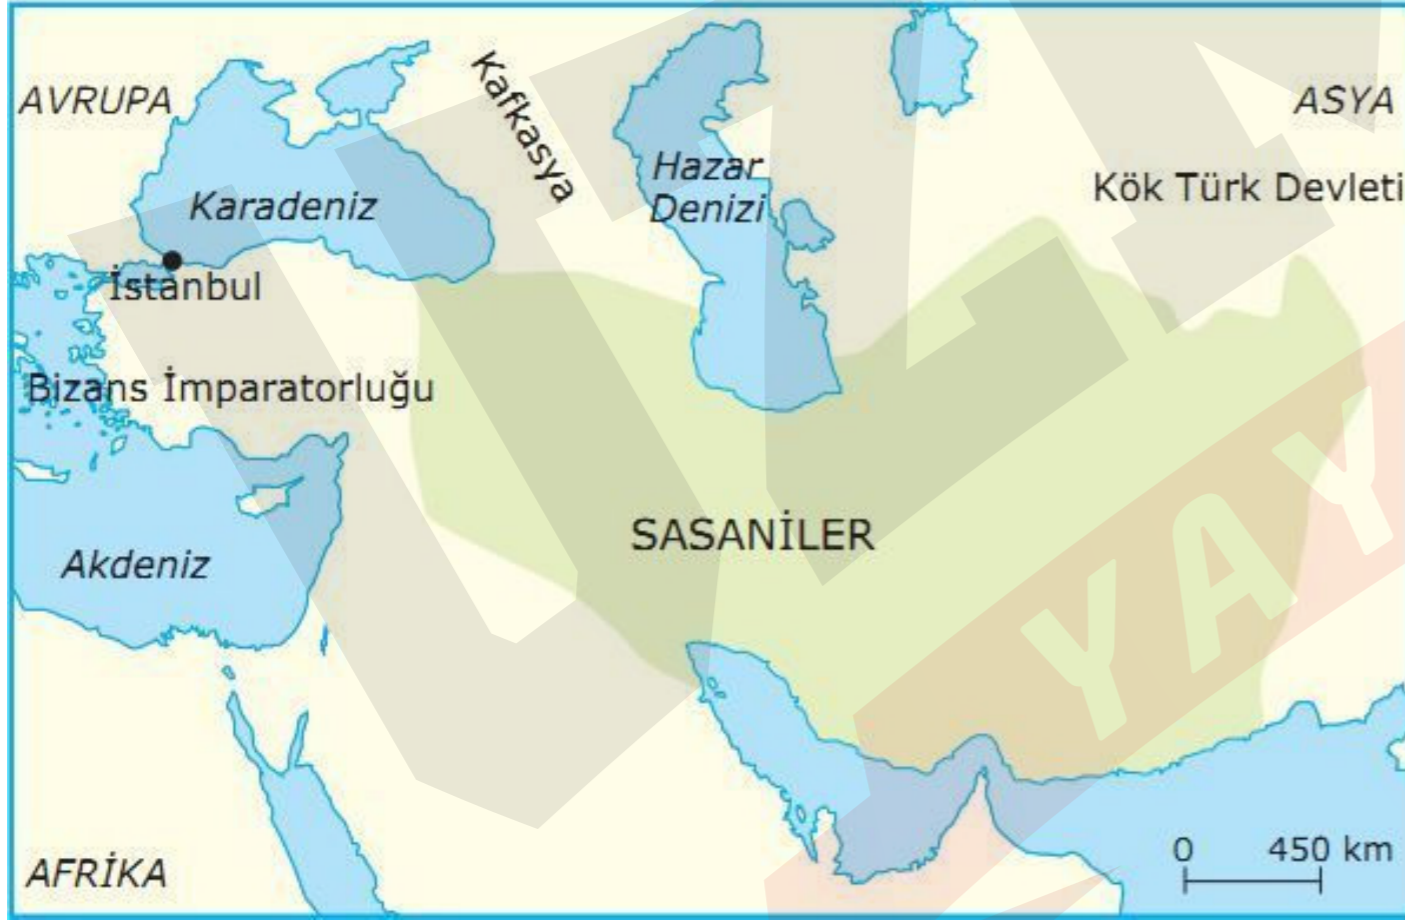 AVRUPA
Kafkasya
ASYA
Hazar
Denizi
Kök Türk Devleti
Karadeniz
İstanbul
Bizans İmparatorluğu
SASANİLER
Akdeniz
YAY
0 450 km
AFRİKA